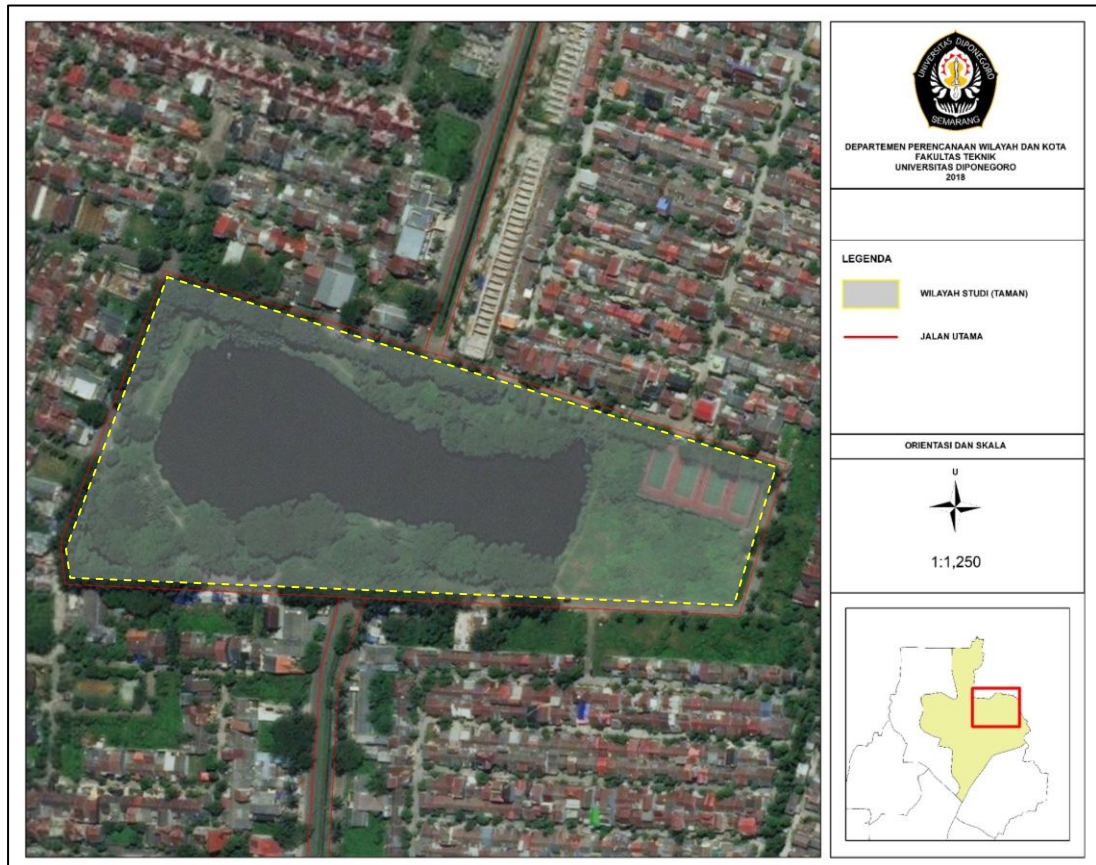 UNIVERSITAS DIPONEGORO
SEMARANG
DEPARTEMEN PERENCANAAN WILAYAH DAN KOTA
FAKULTAS TEKNIK
UNIVERSITAS DIPONEGORO
2018
LEGENDA
WILAYAH STUDI (TAMAN)
JALAN UTAMA
ORIENTASI DAN SKALA
U
1:1,250